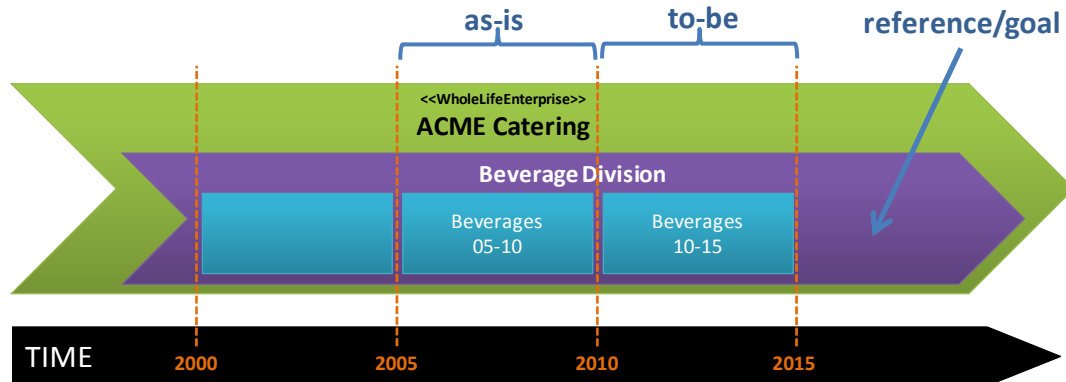 as-is
to-be
reference/goal
<<WholeLifeEnterprise>>
ACME Catering
Beverage Division
Beverages
05-10
Beverages
10-15
TIME
2000
2005
2010
2015